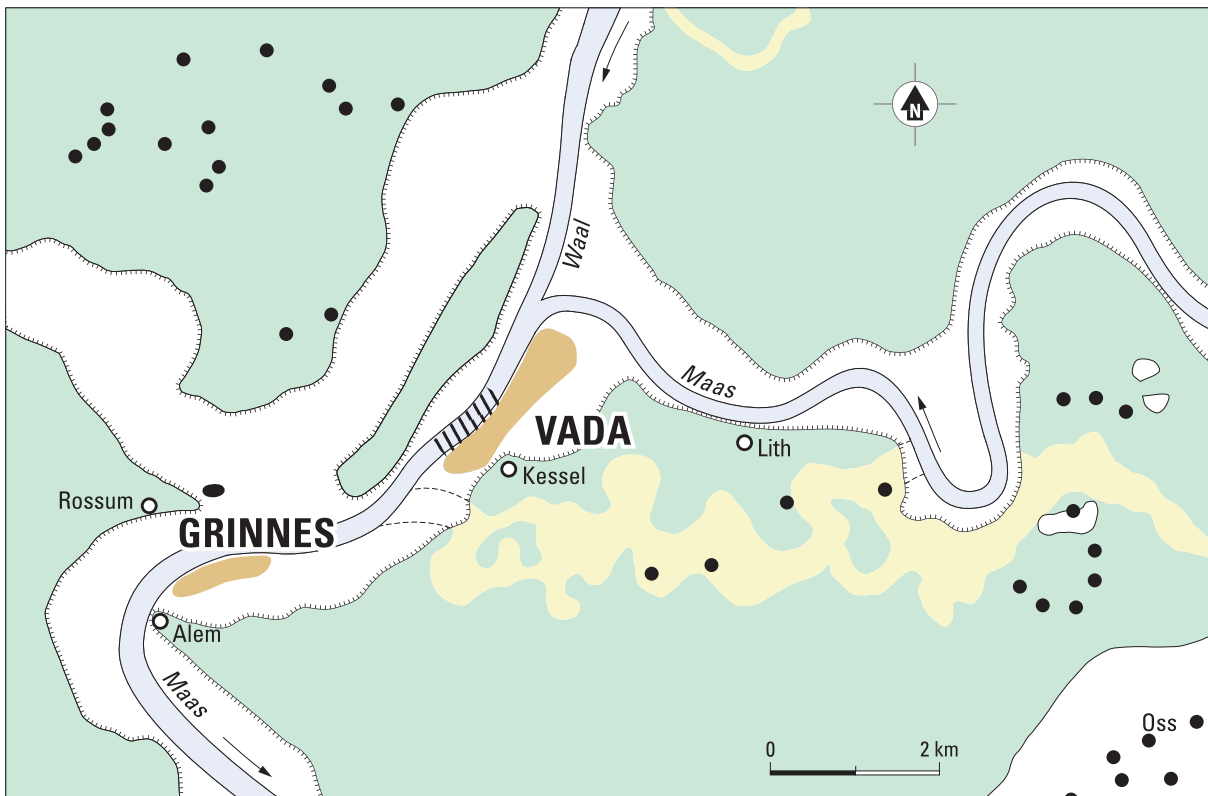 N
Waal
Maas
VADA
Lith
Kessel
Rossum
GRINNES
Alem
Maas
Oss
0 2 km